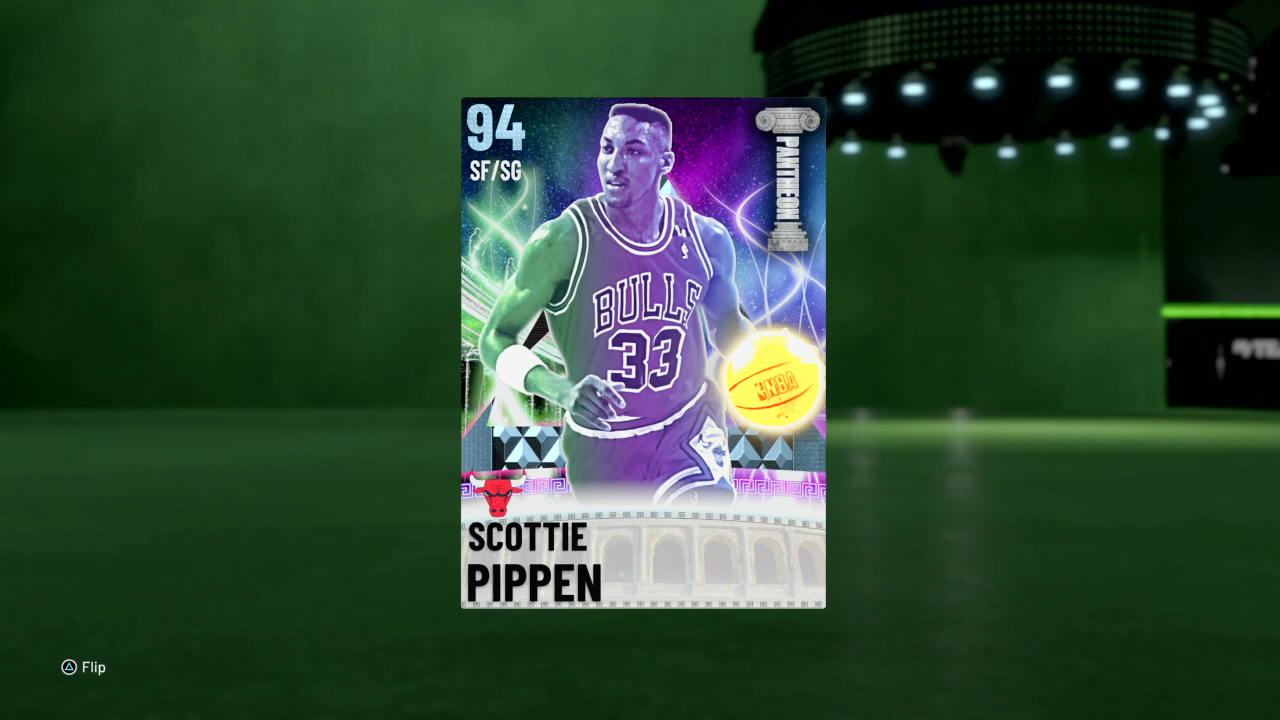 94
SF/SG
PANTHEON
BULLS
33
NBA
SCOTTIE
PIPPEN
Flip